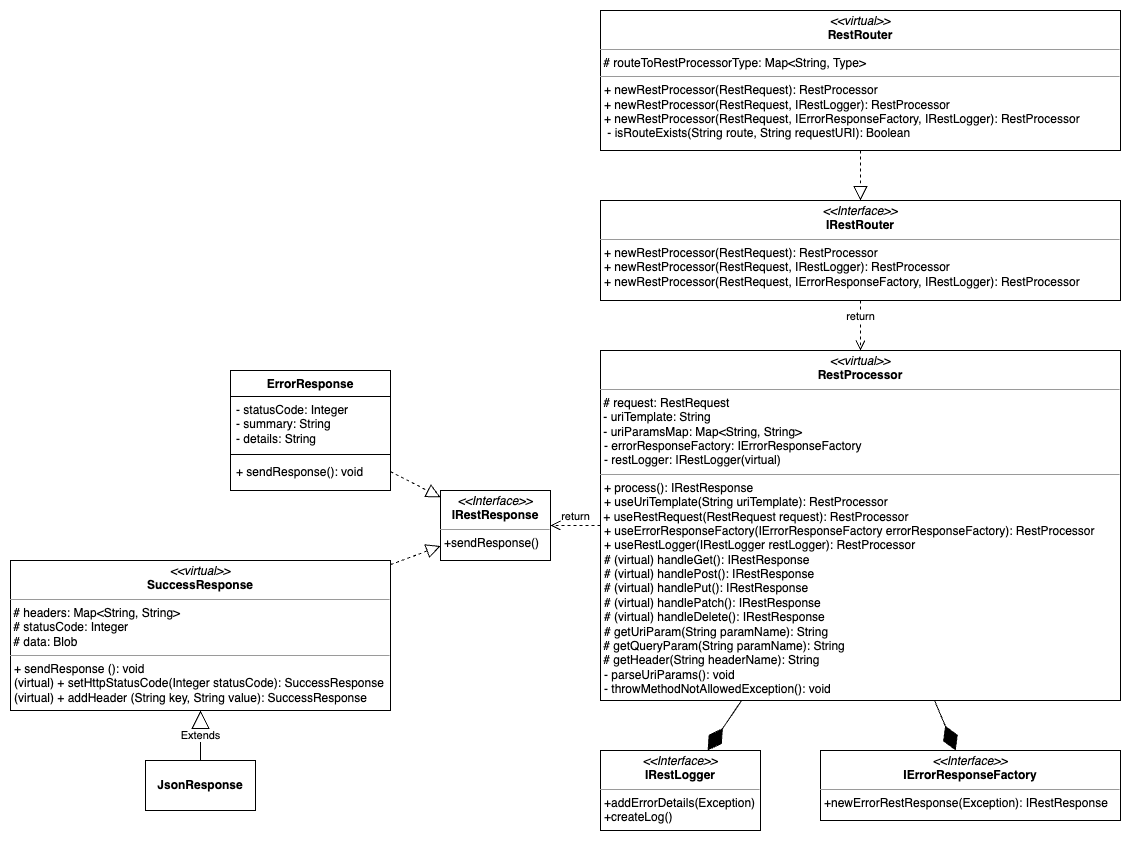 <<virtual>>
RestRouter
# routeToRestProcessorType: Map<String, Type>
+ newRestProcessor(RestRequest): RestProcessor
+ newRestProcessor(RestRequest, IRestLogger): RestProcessor
+ newRestProcessor(RestRequest, IErrorResponseFactory, IRestLogger): RestProcessor
- isRouteExists(String route, String requestURI): Boolean
<<Interface>>
IRestRouter
+ newRestProcessor(RestRequest): RestProcessor
+ newRestProcessor(RestRequest, IRestLogger): RestProcessor
+ newRestProcessor(RestRequest, IErrorResponseFactory, IRestLogger): RestProcessor
return
<<virtual>>
RestProcessor
# request: RestRequest
- uriTemplate: String
- uriParamsMap: Map<String, String>
- errorResponseFactory: IErrorResponseFactory
- restLogger: IRestLogger(virtual)
+ process(): IRestResponse
+ useUriTemplate(String uriTemplate): RestProcessor
+ useRestRequest(RestRequest request): RestProcessor
+ useErrorResponseFactory(IErrorResponseFactory errorResponseFactory): RestProcessor
+ useRestLogger(IRestLogger restLogger): RestProcessor
# (virtual) handleGet(): IRestResponse
# (virtual) handlePost(): IRestResponse
# (virtual) handlePut(): IRestResponse
# (virtual) handlePatch(): IRestResponse
# (virtual) handleDelete(): IRestResponse
# getUriParam(String paramName): String
# getQueryParam(String paramName): String
# getHeader(String headerName): String
- parseUriParams(): void
- throwMethodNotAllowedException(): void
ErrorResponse
- statusCode: Integer
- summary: String
- details: String
+ sendResponse(): void
<<Interface>>
IRestResponse
+sendResponse()
return
<<virtual>>
SuccessResponse
# headers: Map<String, String>
# statusCode: Integer
# data: Blob
+ sendResponse (): void
(virtual) + setHttpStatusCode(Integer statusCode): SuccessResponse
(virtual) + addHeader (String key, String value): SuccessResponse
Extends
JsonResponse
<<Interface>>
IRestLogger
+addErrorDetails(Exception)
+createLog()
<<Interface>>
IErrorResponseFactory
+newErrorRestResponse(Exception): IRestResponse